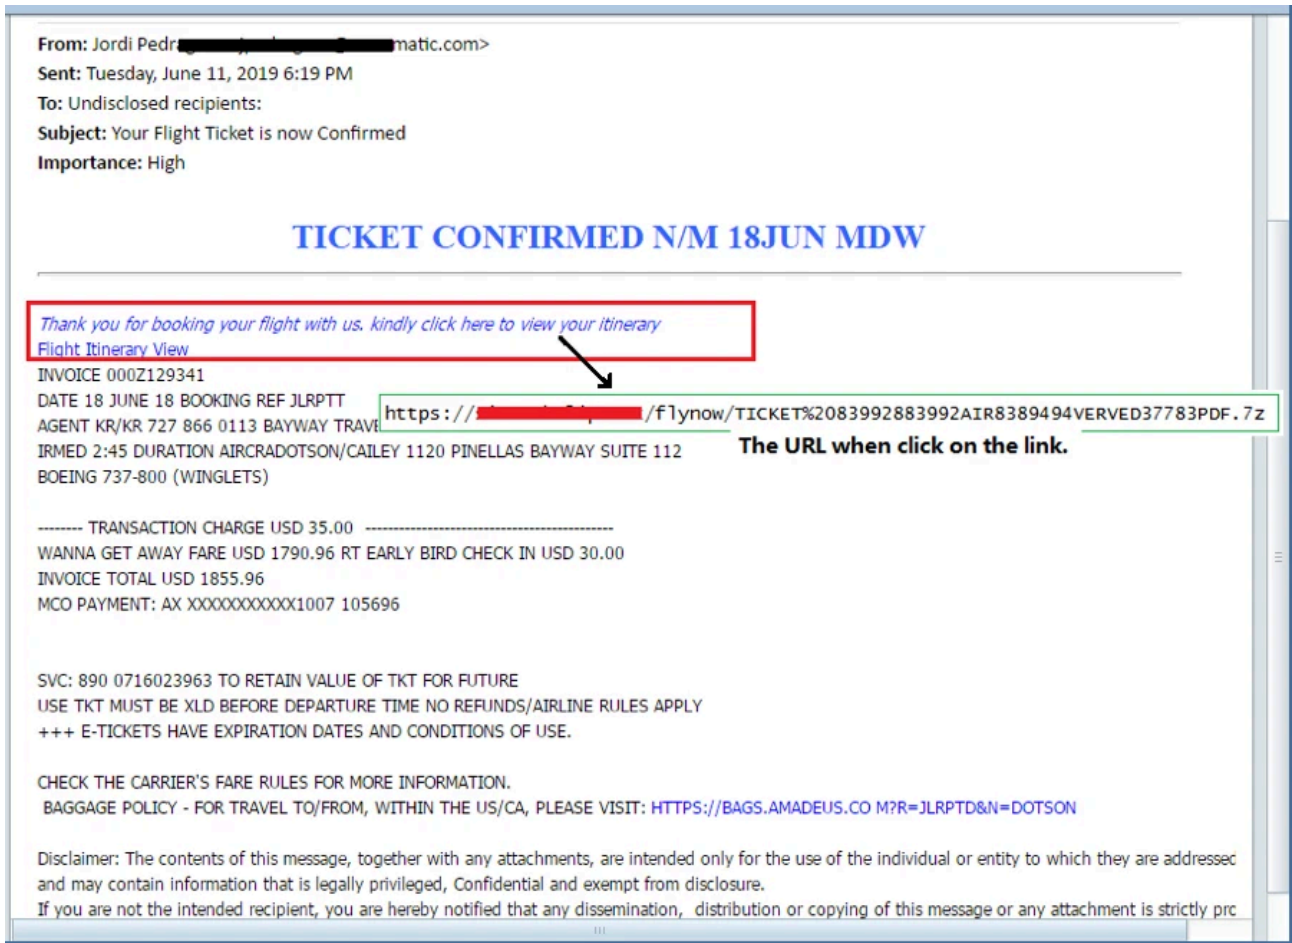 From: Jordi Pedr matic.com>
Sent: Tuesday, June 11, 2019 6:19 PM
To: Undisclosed recipients:
Subject: Your Flight Ticket is now Confirmed
Importance: High
TICKET CONFIRMED N/M 18JUN MDW
Thank you for booking your flight with us. kindly click here to view your itinerary
Flight Itinerary View
INVOICE 000Z129341
DATE 18 JUNE 18 BOOKING REF JLRPTT
https:// /flynow/TICKET%2083992883992AIR8389494VERVED37783PDF.7z
AGENT KR/KR 727 866 0113 BAYWAY TRAVE
The URL when click on the link.
IRMED 2:45 DURATION AIRCRADOTSON/CAILEY 1120 PINELLAS BAYWAY SUITE 112
BOEING 737-800 (WINGLETS)
-------- TRANSACTION CHARGE USD 35.00 ---------------------------------------------
WANNA GET AWAY FARE USD 1790.96 RT EARLY BIRD CHECK IN USD 30.00
INVOICE TOTAL USD 1855.96
MCO PAYMENT: AX XXXXXXXXXXX1007 105696
SVC: 890 0716023963 TO RETAIN VALUE OF TKT FOR FUTURE
USE TKT MUST BE XLD BEFORE DEPARTURE TIME NO REFUNDS/AIRLINE RULES APPLY
+++ E-TICKETS HAVE EXPIRATION DATES AND CONDITIONS OF USE.
CHECK THE CARRIER'S FARE RULES FOR MORE INFORMATION.
BAGGAGE POLICY - FOR TRAVEL TO/FROM, WITHIN THE US/CA, PLEASE VISIT: HTTPS://BAGS.AMADEUS.CO M?R=JLRPTD&N=DOTSON
Disclaimer: The contents of this message, together with any attachments, are intended only for the use of the individual or entity to which they are addressed
and may contain information that is legally privileged, Confidential and exempt from disclosure.
If you are not the intended recipient, you are hereby notified that any dissemination, distribution or copying of this message or any attachment is strictly prc